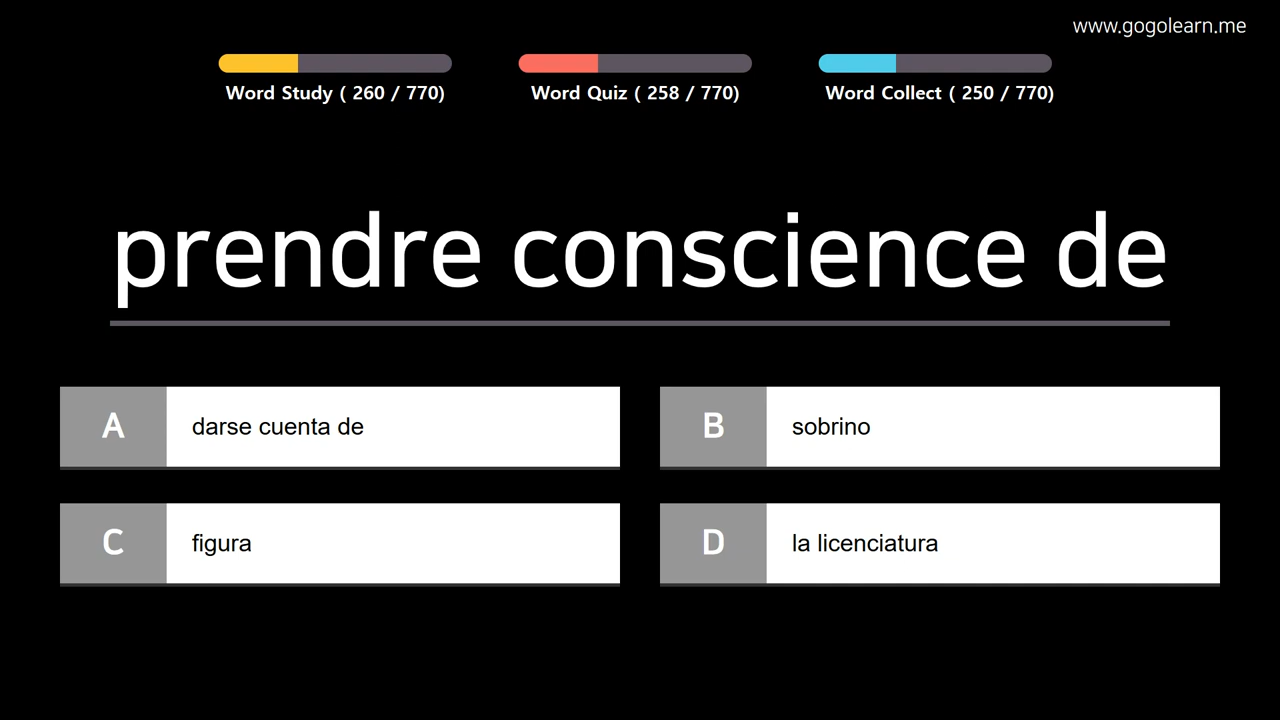 www.gogolearn.me
Word Study ( 260 / 770)
Word Quiz ( 258 / 770)
Word Collect ( 250 / 770)
prendre conscience de
A darse cuenta de
B sobrino
C figura
D la licenciatura